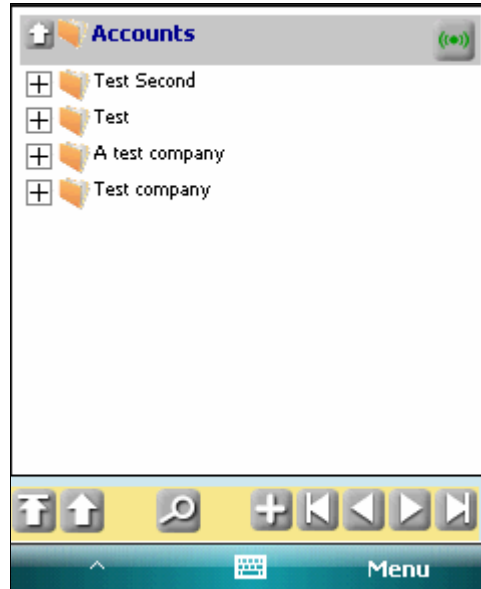 Accounts
Test Second
Test
A test company
Test company
Menu